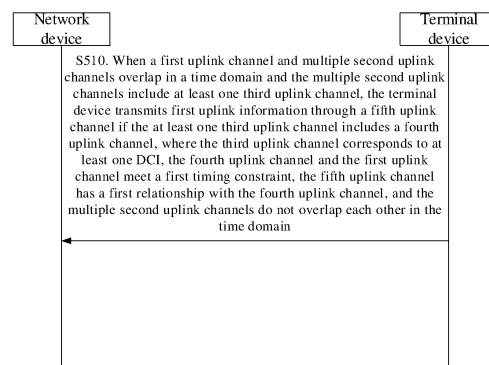 Network
device
Terminal
device
S510. When a first uplink channel and multiple second uplink
channels overlap in a time domain and the multiple second uplink
channels include at least one third uplink channel, the terminal
device transmits first uplink information through a fifth uplink
channel if the at least one third uplink channel includes a fourth
uplink channel, where the third uplink channel corresponds to at
least one DCI, the fourth uplink channel and the first uplink
channel meet a first timing constraint, the fifth uplink channel
has a first relationship with the fourth uplink channel, and the
multiple second uplink channels do not overlap each other in the
time domain